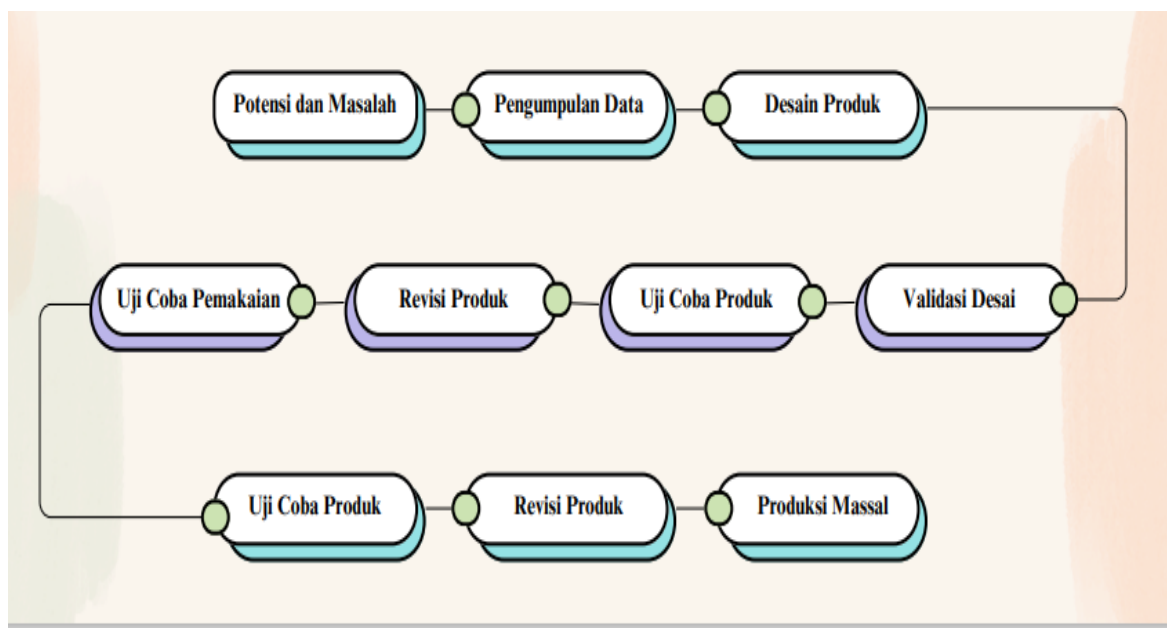 Potensi dan Masalah
Pengumpulan Data
Desain Produk
Validasi Desai
Uji Coba Produk
Revisi Produk
Uji Coba Pemakaian
Uji Coba Produk
Revisi Produk
Produksi Massal